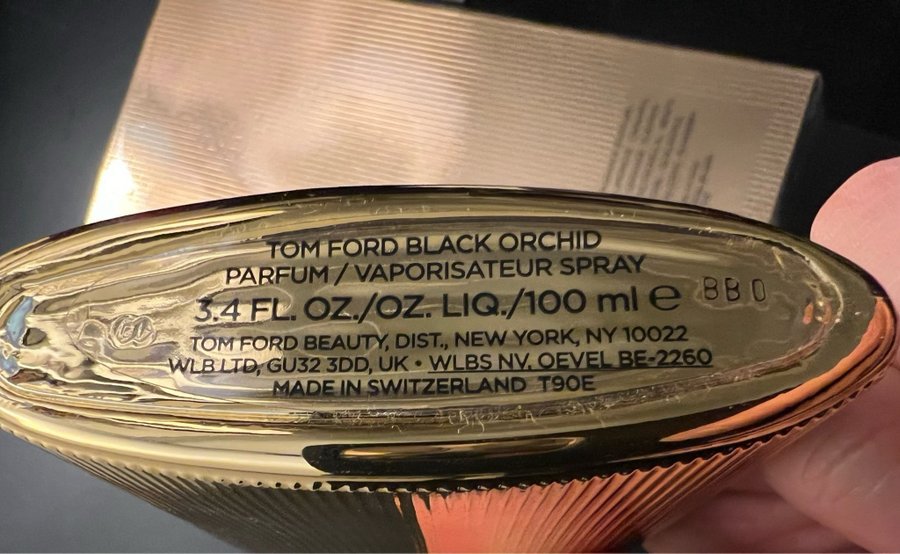 TOM FORD BLACK ORCHID
PARFUM / VAPORISATEUR SPRAY
3.4 FL. OZ./OZ. LIQ./100 ml ℮ BB0
TOM FORD BEAUTY, DIST., NEW YORK, NY 10022
WLB LTD, GU32 3DD, UK • WLBS NV. OEVEL BE-2260
MADE IN SWITZERLAND T90E